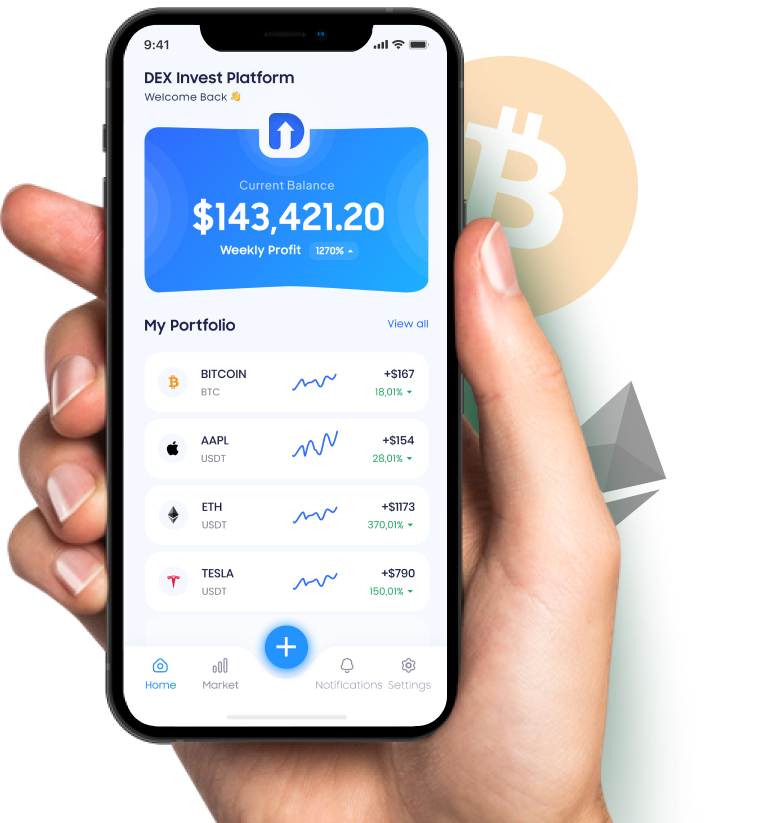 9:41
DEX Invest Platform
Welcome Back 👋
Current Balance
$143,421.20
Weekly Profit 1270%
My Portfolio View all
BITCOIN +$167
BTC 18,01%
AAPL +$154
USDT 28,01%
ETH +$1173
USDT 370,01%
TESLA +$790
USDT 150,01%
Home Market Notifications Settings